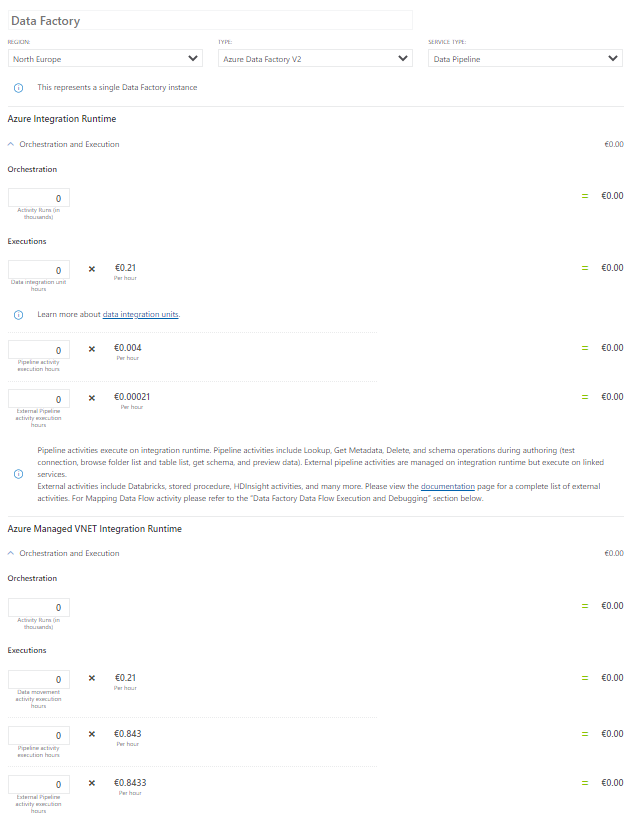 Data Factory
REGION:
TYPE:
SERVICE TYPE:
North Europe
Azure Data Factory V2
Data Pipeline
This represents a single Data Factory instance
Azure Integration Runtime
Orchestration and Execution
€0.00
Orchestration
0
= €0.00
Activity Runs (in
thousands)
Executions
0
× €0.21
= €0.00
Data integration unit
hours
Per hour
Learn more about data integration units.
0
× €0.004
= €0.00
Pipeline activity
execution hours
Per hour
0
× €0.00021
= €0.00
External Pipeline
activity execution
hours
Per hour
Pipeline activities execute on integration runtime. Pipeline activities include Lookup, Get Metadata, Delete, and schema operations during authoring (test
connection, browse folder list and table list, get schema, and preview data). External pipeline activities are managed on integration runtime but execute on linked
services.
External activities include Databricks, stored procedure, HDInsight activities, and many more. Please view the documentation page for a complete list of external
activities. For Mapping Data Flow activity please refer to the "Data Factory Data Flow Execution and Debugging" section below.
Azure Managed VNET Integration Runtime
Orchestration and Execution
€0.00
Orchestration
0
= €0.00
Activity Runs (in
thousands)
Executions
0
× €0.21
= €0.00
Data movement
activity execution
hours
Per hour
0
× €0.843
= €0.00
Pipeline activity
execution hours
Per hour
0
× €0.8433
= €0.00
External Pipeline
activity execution
hours
Per hour